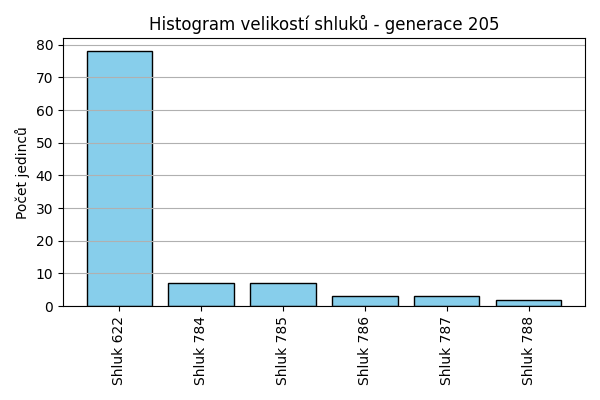 Histogram velikostí shluků - generace 205
Počet jedinců
80
70
60
50
40
30
20
10
0
Shluk 622
Shluk 784
Shluk 785
Shluk 786
Shluk 787
Shluk 788